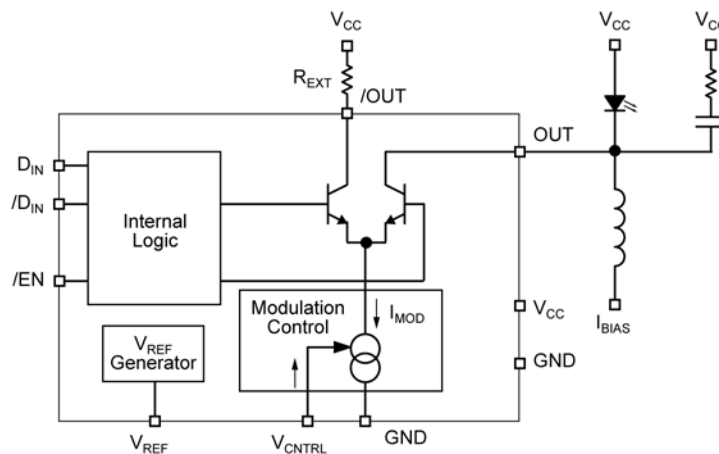 VCC
VCC
VC
REXT
/OUT
OUT
DIN
/DIN
Internal
Logic
/EN
Modulation
Control
IMOD
VCC
IBIAS
VREF
Generator
GND
VREF
VCNTRL
GND